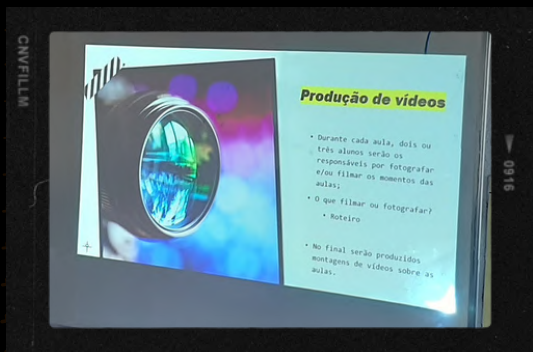 CNVFILLM
Produção de vídeos
• Durante cada aula, dois ou
três alunos serão os
responsáveis por fotografar
e/ou filmar os momentos das
aulas;
• O que filmar ou fotografar?
• Roteiro
• No final serão produzidos
montagens de vídeos sobre as
aulas.
0916